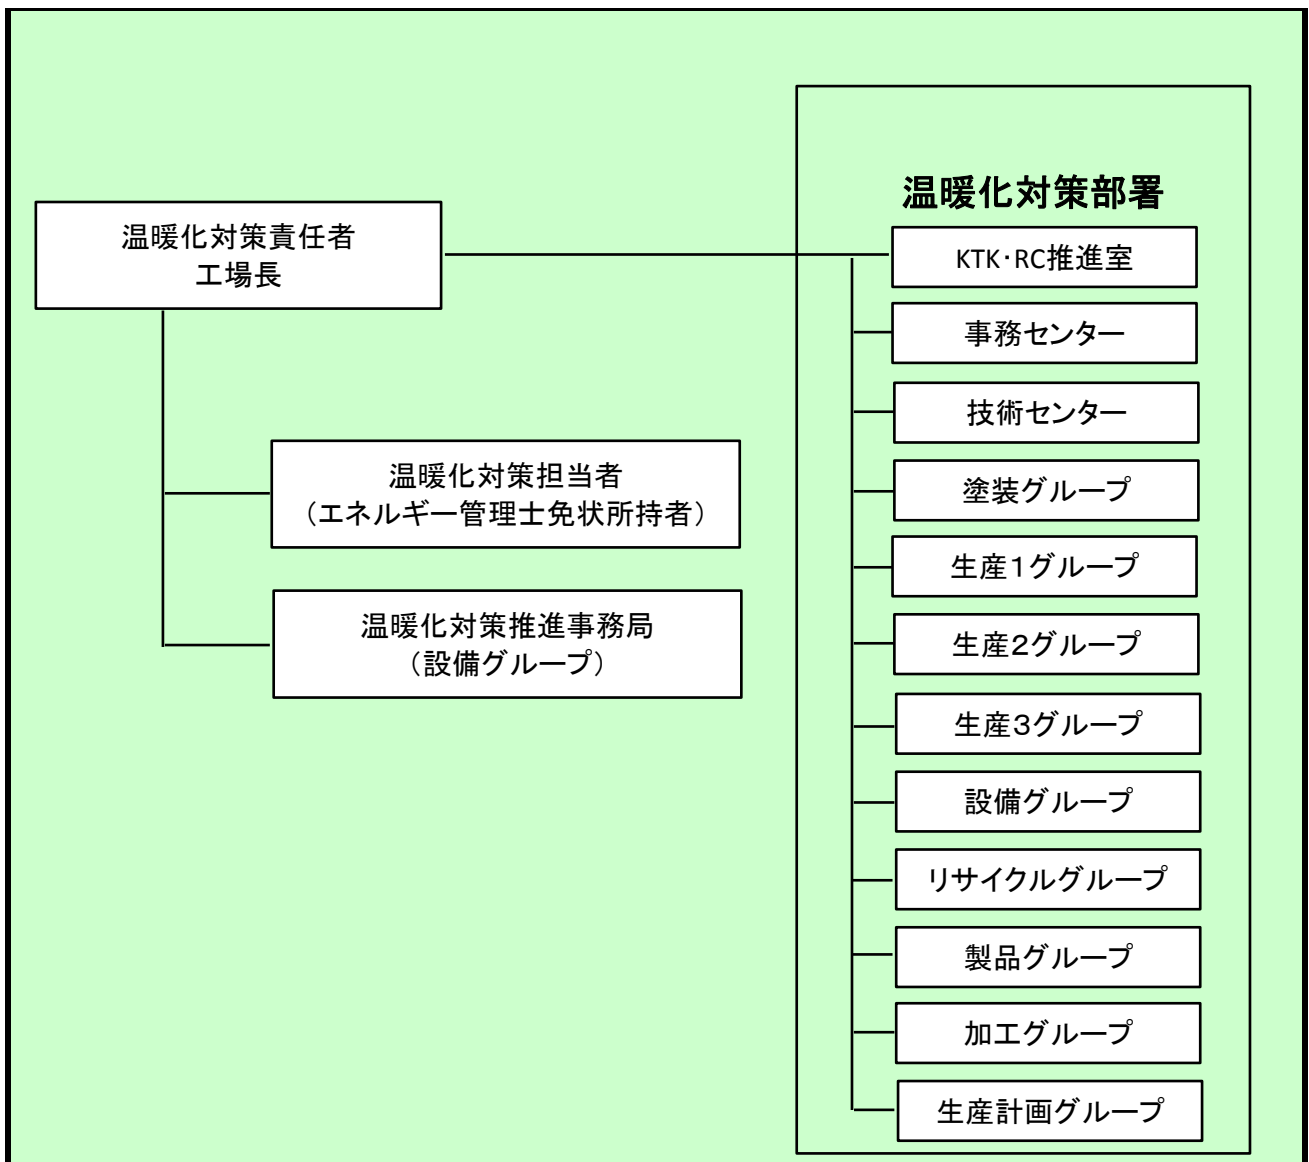 温暖化対策責任者
工場長
温暖化対策担当者
（エネルギー管理士免状所持者）
温暖化対策推進事務局
（設備グループ）
温暖化対策部署
KTK･RC推進室
事務センター
技術センター
塗装グループ
生産１グループ
生産２グループ
生産３グループ
設備グループ
リサイクルグループ
製品グループ
加工グループ
生産計画グループ